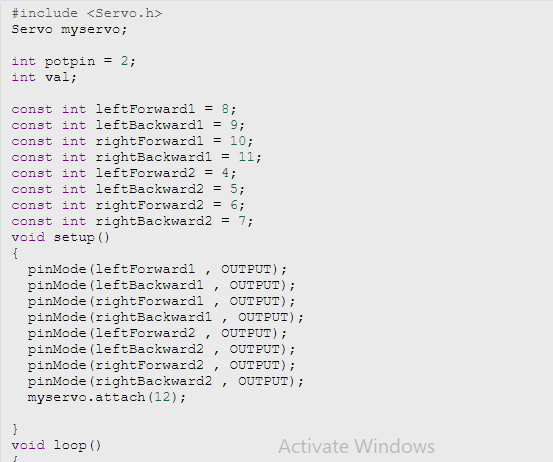 #include <Servo.h>
Servo myservo;

int potpin = 2;
int val;

const int leftForward1 = 8;
const int leftBackward1 = 9;
const int rightForward1 = 10;
const int rightBackward1 = 11;
const int leftForward2 = 4;
const int leftBackward2 = 5;
const int rightForward2 = 6;
const int rightBackward2 = 7;
void setup()
{
  pinMode(leftForward1 , OUTPUT);
  pinMode(leftBackward1 , OUTPUT);
  pinMode(rightForward1 , OUTPUT);
  pinMode(rightBackward1 , OUTPUT);
  pinMode(leftForward2 , OUTPUT);
  pinMode(leftBackward2 , OUTPUT);
  pinMode(rightForward2 , OUTPUT);
  pinMode(rightBackward2 , OUTPUT);
  myservo.attach(12);

}
void loop()
Activate Windows
{